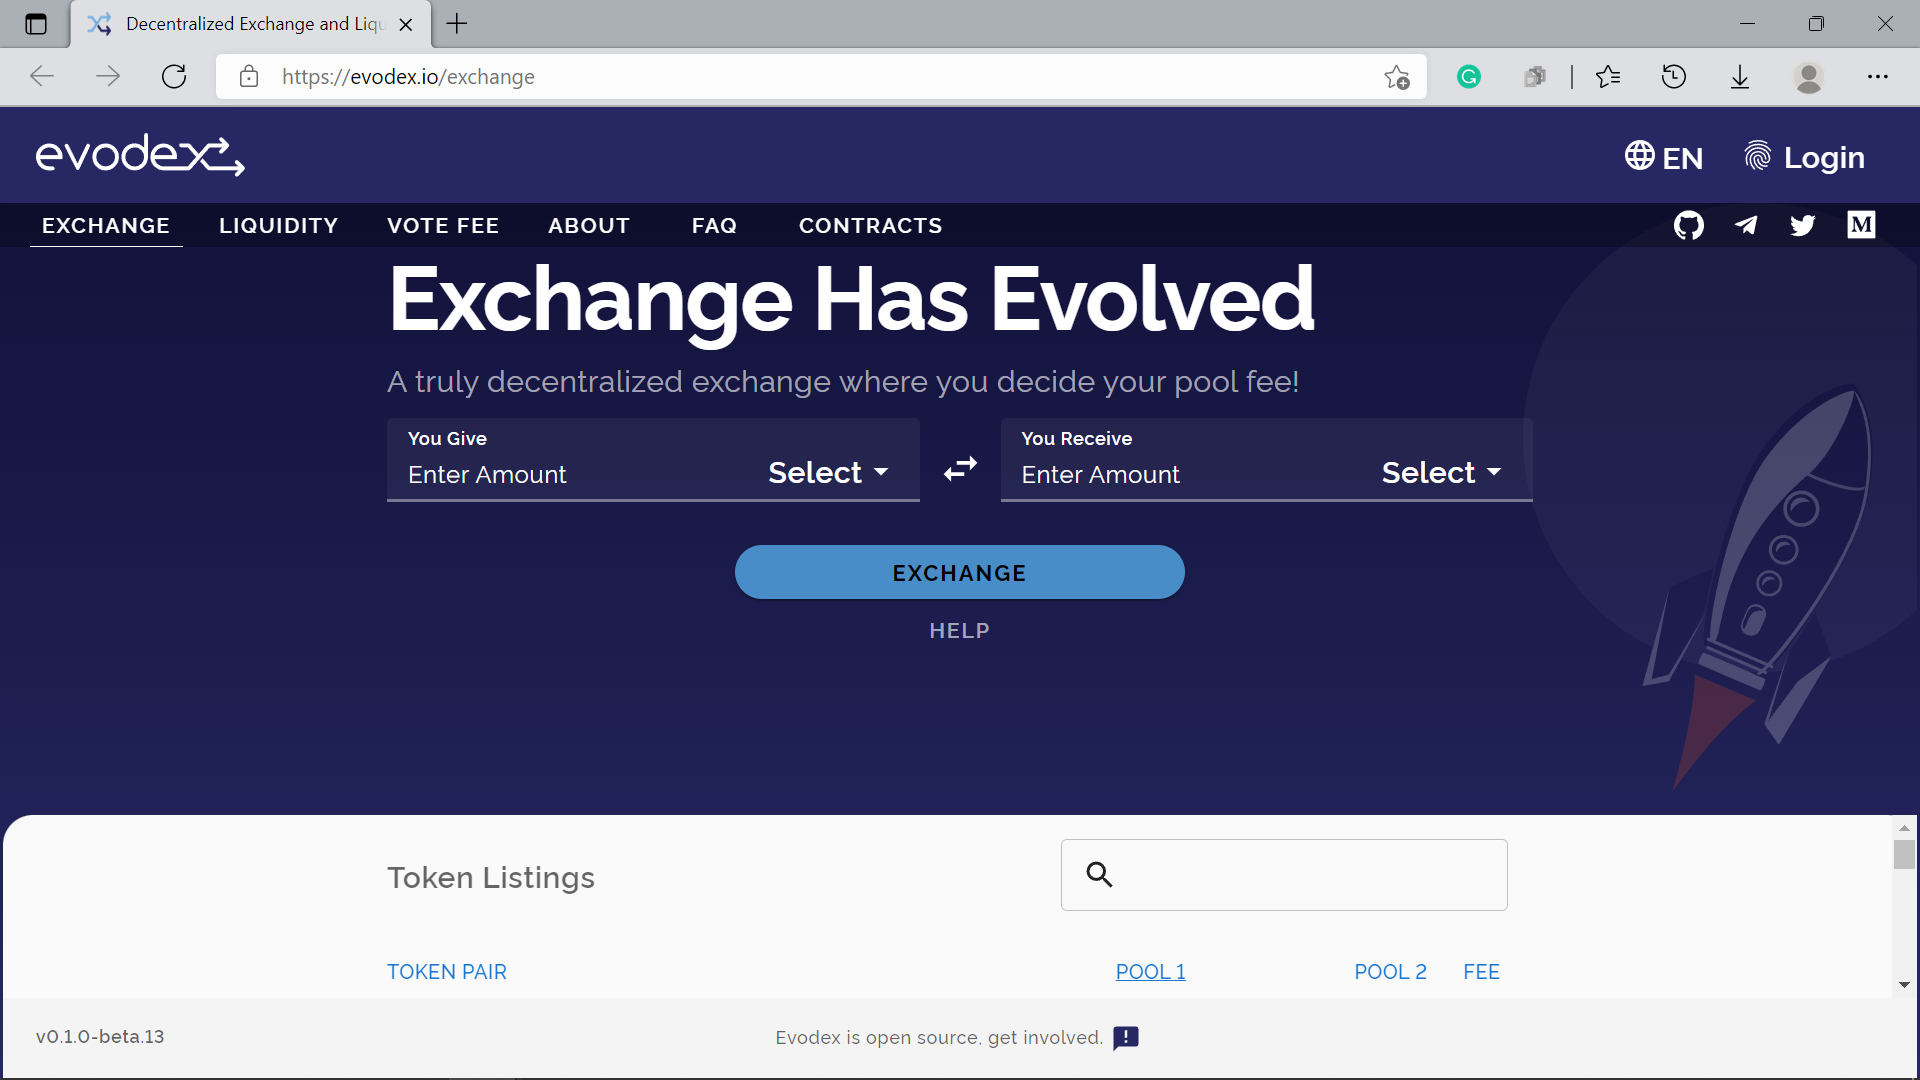 Decentralized Exchange and Liqu
https://evodex.io/exchange
evodex
EN
Login
EXCHANGE
LIQUIDITY
VOTE FEE
ABOUT
FAQ
CONTRACTS
M
Exchange Has Evolved
A truly decentralized exchange where you decide your pool fee!
You Give
Enter Amount
Select
You Receive
Enter Amount
Select
EXCHANGE
HELP
Token Listings
TOKEN PAIR
POOL 1
POOL 2
FEE
v0.1.0-beta.13
Evodex is open source, get involved.